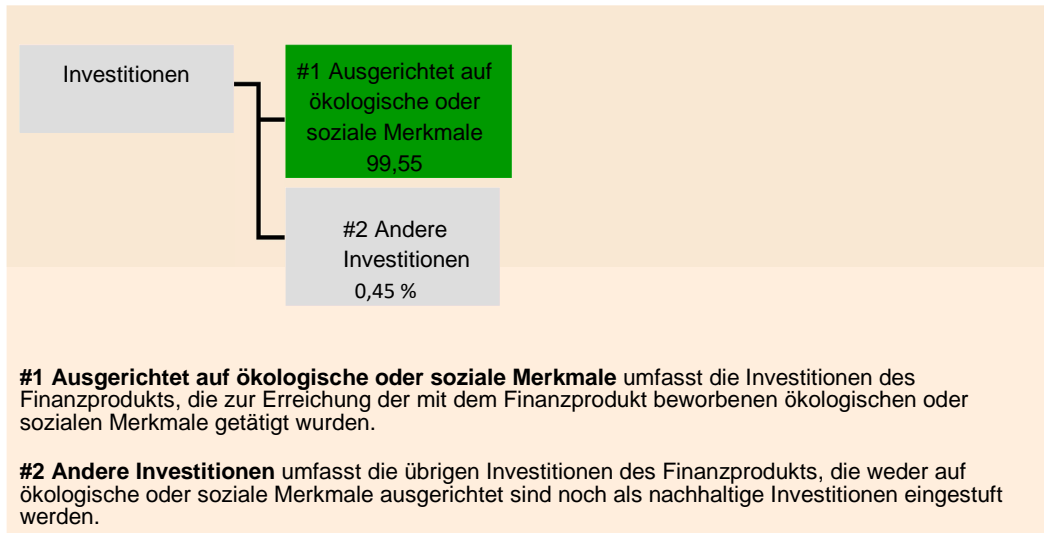 Investitionen
#1 Ausgerichtet auf
ökologische oder
soziale Merkmale
99,55
#2 Andere
Investitionen
0,45 %
#1 Ausgerichtet auf ökologische oder soziale Merkmale umfasst die Investitionen des
Finanzprodukts, die zur Erreichung der mit dem Finanzprodukt beworbenen ökologischen oder
sozialen Merkmale getätigt wurden.
#2 Andere Investitionen umfasst die übrigen Investitionen des Finanzprodukts, die weder auf
ökologische oder soziale Merkmale ausgerichtet sind noch als nachhaltige Investitionen eingestuft
werden.